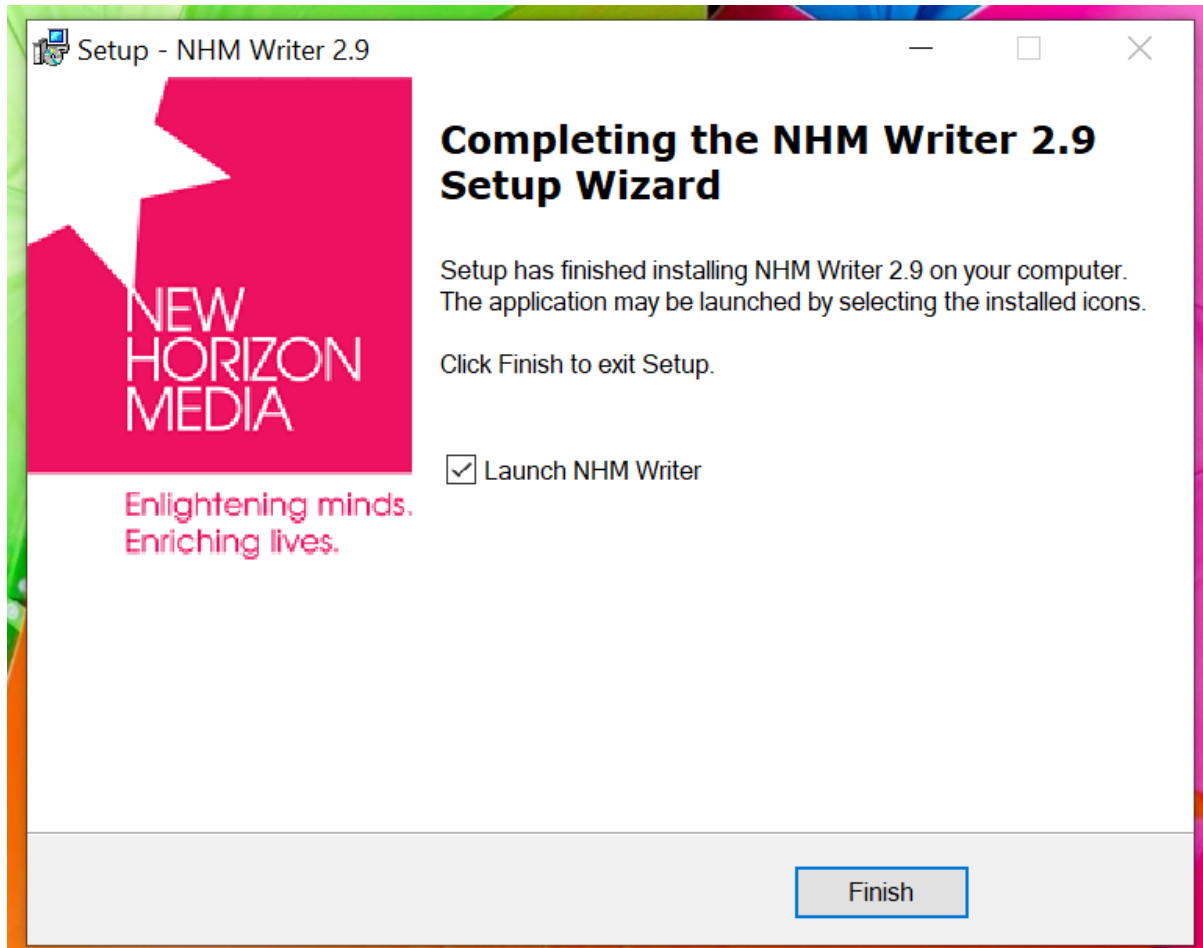 Setup - NHM Writer 2.9
Completing the NHM Writer 2.9
Setup Wizard
Setup has finished installing NHM Writer 2.9 on your computer.
The application may be launched by selecting the installed icons.
Click Finish to exit Setup.
Launch NHM Writer
NEW
HORIZON
MEDIA
Enlightening minds.
Enriching lives.
Finish